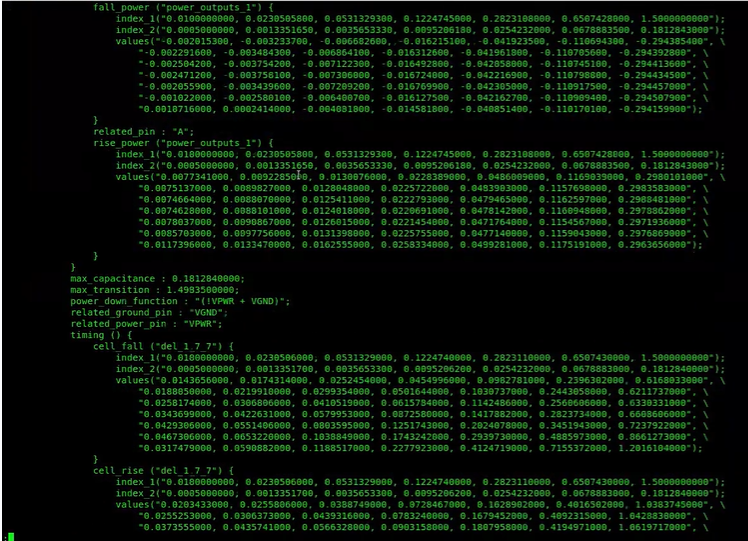 fall_power ("power_outputs_1") {
index_1("0.0100000000, 0.0230505800, 0.0531329300, 0.1224745000, 0.2823108000, 0.6507428000, 1.5000000000");
index_2("0.0005000000, 0.0013351650, 0.0035653330, 0.0095206180, 0.0254232000, 0.0678883500, 0.1812843000");
values("-0.002015300, -0.003233700, -0.006682600, -0.016215100, -0.041923500, -0.110694300, -0.294385400", \
"-0.002291600, -0.003484300, -0.006864100, -0.016312600, -0.041961800, -0.110705600, -0.294392800", \
"-0.002504200, -0.003754200, -0.007122300, -0.016492800, -0.042058000, -0.110745100, -0.294413600", \
"-0.002471200, -0.003758100, -0.007306800, -0.016724000, -0.042216900, -0.110798800, -0.294434500", \
"-0.002055900, -0.003439600, -0.007209200, -0.016769900, -0.042305000, -0.110917500, -0.294457000", \
"-0.001022000, -0.002580100, -0.006400700, -0.016127500, -0.042162700, -0.110909400, -0.294507900", \
"0.0010716000, 0.0002414000, -0.004081800, -0.014581800, -0.040851400, -0.110170100, -0.294159900");
}
related_pin : "A";
rise_power ("power_outputs_1") {
index_1("0.0100000000, 0.0230505800, 0.0531329300, 0.1224745000, 0.2823108000, 0.6507428000, 1.5000000000");
index_2("0.0005000000, 0.0013351650, 0.0035653330, 0.0095206180, 0.0254232000, 0.0678883500, 0.1812843000");
values("0.0077341000, 0.0130076000, 0.0228389000, 0.0486009000, 0.1169039000, 0.2980101000", \
"0.0075137000, 0.0089827000, 0.0128048000, 0.0225722000, 0.0483903000, 0.1157698000, 0.2983583000", \
"0.0074664000, 0.0088070000, 0.0125411000, 0.0222793000, 0.0479465000, 0.1162597000, 0.2988481000", \
"0.0074628000, 0.0088101000, 0.0124018000, 0.0220691000, 0.0478142000, 0.1160948000, 0.2978862000", \
"0.0078037000, 0.0090867000, 0.0126015000, 0.0221454000, 0.0471764000, 0.1154567000, 0.2971936000", \
"0.0085703000, 0.0097756000, 0.0131398000, 0.0225755000, 0.0477140000, 0.1159043000, 0.2976869000", \
"0.0117396000, 0.0133470000, 0.0162555000, 0.0258334000, 0.0499281000, 0.1175191000, 0.2963656000");
}
}
max_capacitance : 0.1812840000;
max_transition : 1.4983500000;
power_down_function : "(!VPWR + VGND)";
related_ground_pin : "VGND";
related_power_pin : "VPWR";
timing () {
cell_fall ("del_1_7_7") {
index_1("0.0100000000, 0.0230506000, 0.0531329000, 0.1224740000, 0.2823110000, 0.6507430000, 1.5000000000");
index_2("0.0005000000, 0.0013351700, 0.0035653300, 0.0095206200, 0.0254232000, 0.0678883000, 0.1812840000");
values("0.0143656000, 0.0174314000, 0.0252454000, 0.0454996000, 0.0982781000, 0.2396302000, 0.6168033000", \
"0.0188050000, 0.0219918000, 0.0299354000, 0.0501644000, 0.1030737000, 0.2443058000, 0.6211737000", \
"0.0258174000, 0.0306806000, 0.0410519000, 0.0615784000, 0.1142486000, 0.2560606000, 0.6330331000", \
"0.0343699000, 0.0422631000, 0.0579953000, 0.0872580000, 0.1417882000, 0.2823734000, 0.6608606000", \
"0.0429306000, 0.0551406000, 0.0803595000, 0.1251743000, 0.2024078000, 0.3451943000, 0.7237922000", \
"0.0467306000, 0.0653220000, 0.1038849000, 0.1743242000, 0.2939730000, 0.4885973000, 0.8661273000", \
"0.0317479000, 0.0590882000, 0.1188517000, 0.2277923000, 0.4124719000, 0.7155372000, 1.2016104000");
}
cell_rise ("del_1_7_7") {
index_1("0.0100000000, 0.0230506000, 0.0531329000, 0.1224740000, 0.2823110000, 0.6507430000, 1.5000000000");
index_2("0.0005000000, 0.0013351700, 0.0035653300, 0.0095206200, 0.0254232000, 0.0678883000, 0.1812840000");
values("0.0203433000, 0.0255806000, 0.0388749000, 0.0728467000, 0.1628902000, 0.4016502000, 1.0383745000", \
"0.0255253000, 0.0306373000, 0.0439316000, 0.0783240000, 0.1679452000, 0.4092315000, 1.0428830000", \
"0.0373555000, 0.0435741000, 0.0566328000, 0.0903158000, 0.1807958000, 0.4194971000, 1.0619717000", \
: